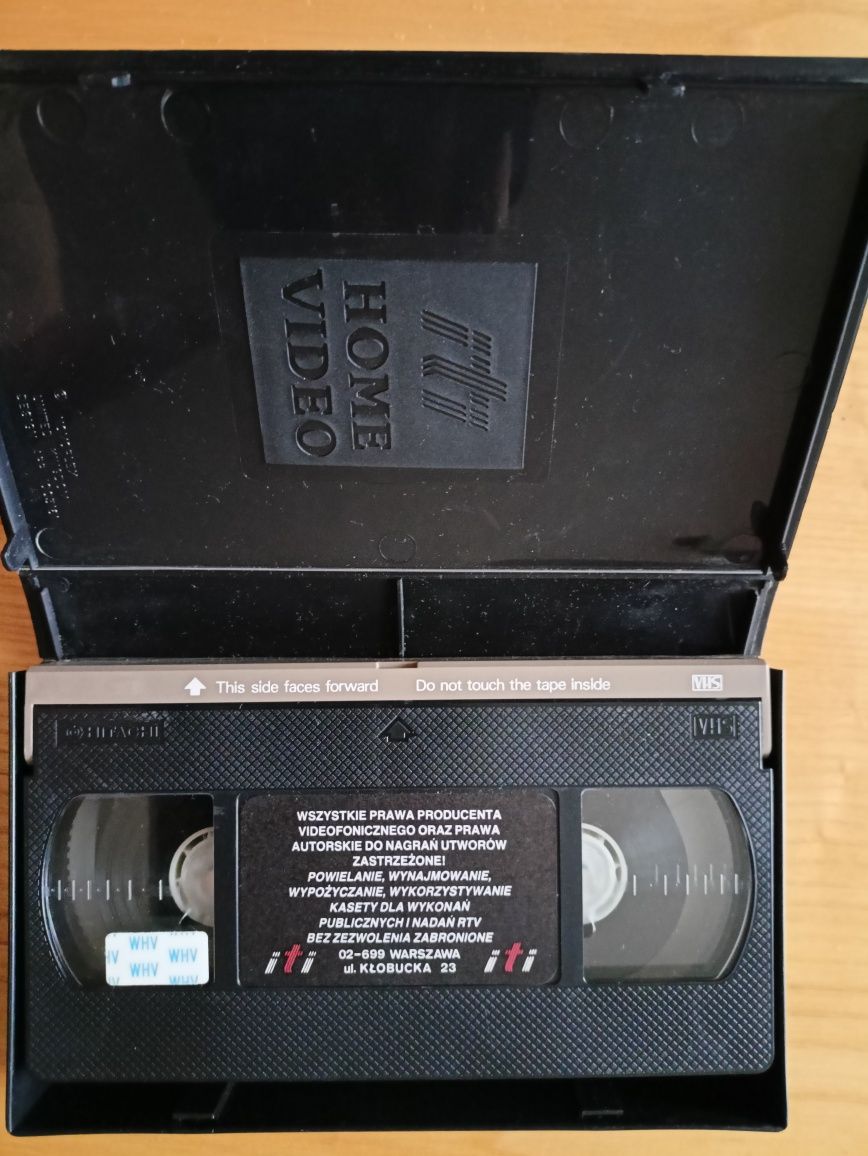 iti
HOME
VIDEO
This side faces forward Do not touch the tape inside VHS
HITACHI VHS
WSZYSTKIE PRAWA PRODUCENTA
VIDEOFONICZNEGO ORAZ PRAWA
AUTORSKIE DO NAGRAŃ UTWORÓW
ZASTRZEŻONE!
POWIELANIE, WYNAJMOWANIE,
WYPOŻYCZANIE, WYKORZYSTYWANIE
KASETY DLA WYKONAŃ
PUBLICZNYCH I NADAŃ RTV
BEZ ZEZWOLENIA ZABRONIONE
iti 02-699 WARSZAWA iti
ul. KŁOBUCKA 23
WHV
WHV
WHV
WHV